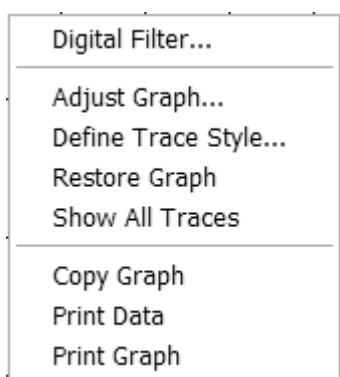 Digital Filter...
Adjust Graph...
Define Trace Style...
Restore Graph
Show All Traces
Copy Graph
Print Data
Print Graph